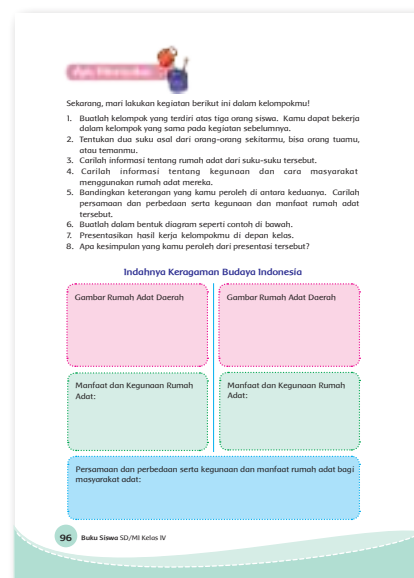 Sekarang, mari lakukan kegiatan berikut ini dalam kelompokmu!
1. Buatlah kelompok yang terdiri atas tiga orang siswa. Kamu dapat bekerja
dalam kelompok yang sama pada kegiatan sebelumnya.
2. Tentukan dua suku asal dari orang-orang sekitarmu, bisa orang tuamu,
atau temanmu.
3. Carilah informasi tentang rumah adat dari suku-suku tersebut.
4. Carilah informasi tentang kegunaan dan cara masyarakat
menggunakan rumah adat mereka.
5. Bandingkan keterangan yang kamu peroleh di antara keduanya. Carilah
persamaan dan perbedaan serta kegunaan dan manfaat rumah adat
tersebut.
6. Buatlah dalam bentuk diagram seperti contoh di bawah.
7. Presentasikan hasil kerja kelompokmu di depan kelas.
8. Apa kesimpulan yang kamu peroleh dari presentasi tersebut?
Indahnya Keragaman Budaya Indonesia
Gambar Rumah Adat Daerah
Gambar Rumah Adat Daerah
Manfaat dan Kegunaan Rumah
Adat:
Manfaat dan Kegunaan Rumah
Adat:
Persamaan dan perbedaan serta kegunaan dan manfaat rumah adat bagi
masyarakat adat:
96 Buku Siswa SD/MI Kelas IV